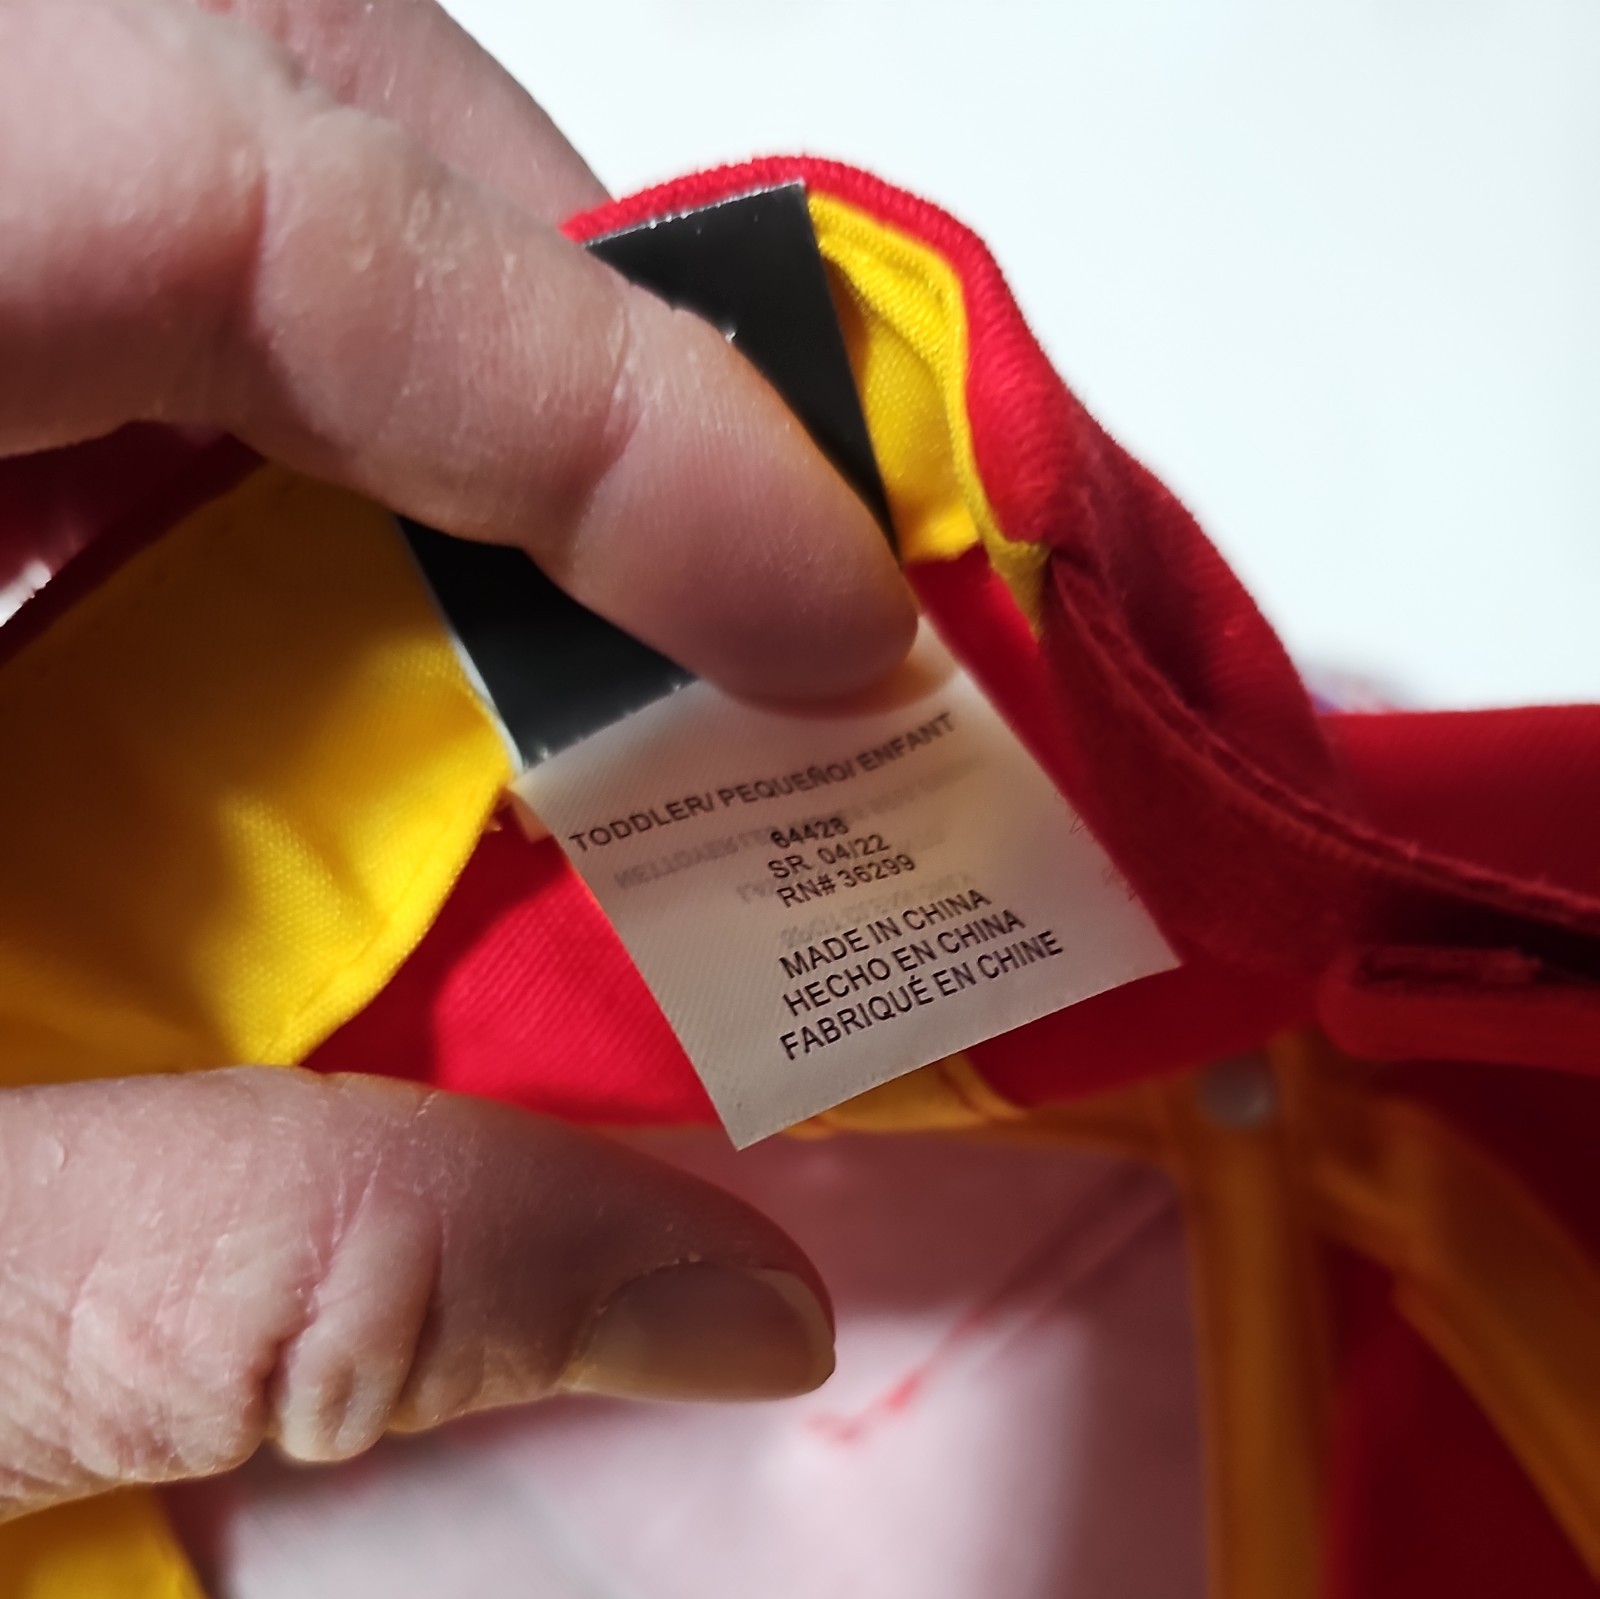 TODDLER/ PEQUEÑO/ ENFANT
64428
SR 04/22
RN# 36299
MADE IN CHINA
HECHO EN CHINA
FABRIQUÉ EN CHINE